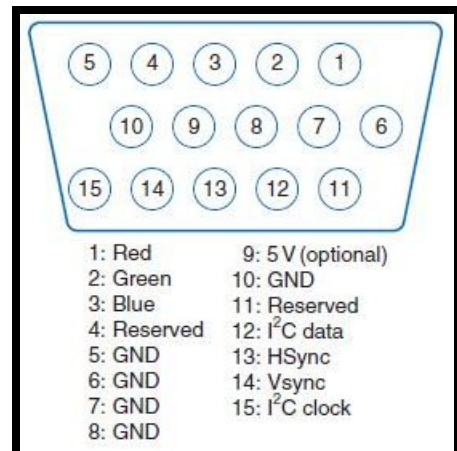 5 4 3 2 1
10 9 8 7 6
15 14 13 12 11
1: Red
2: Green
3: Blue
4: Reserved
5: GND
6: GND
7: GND
8: GND
9: 5 V (optional)
10: GND
11: Reserved
12: I²C data
13: HSync
14: Vsync
15: I²C clock